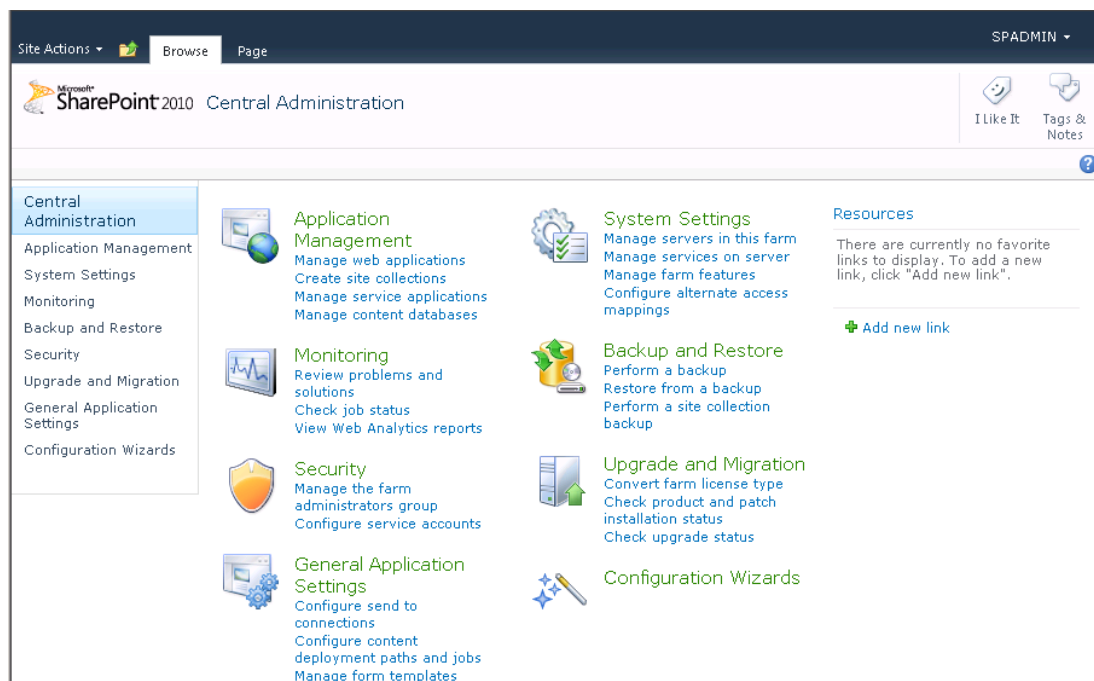 SPADMIN
Site Actions
Browse
Page
Microsoft®
SharePoint 2010
Central Administration
I Like It
Tags &
Notes
Central
Administration
Application Management
System Settings
Monitoring
Backup and Restore
Security
Upgrade and Migration
General Application
Settings
Configuration Wizards
Application
Management
Manage web applications
Create site collections
Manage service applications
Manage content databases
Monitoring
Review problems and
solutions
Check job status
View Web Analytics reports
Security
Manage the farm
administrators group
Configure service accounts
General Application
Settings
Configure send to
connections
Configure content
deployment paths and jobs
Manage form templates
System Settings
Manage servers in this farm
Manage services on server
Manage farm features
Configure alternate access
mappings
Backup and Restore
Perform a backup
Restore from a backup
Perform a site collection
backup
Upgrade and Migration
Convert farm license type
Check product and patch
installation status
Check upgrade status
Configuration Wizards
Resources
There are currently no favorite
links to display. To add a new
link, click "Add new link".
Add new link